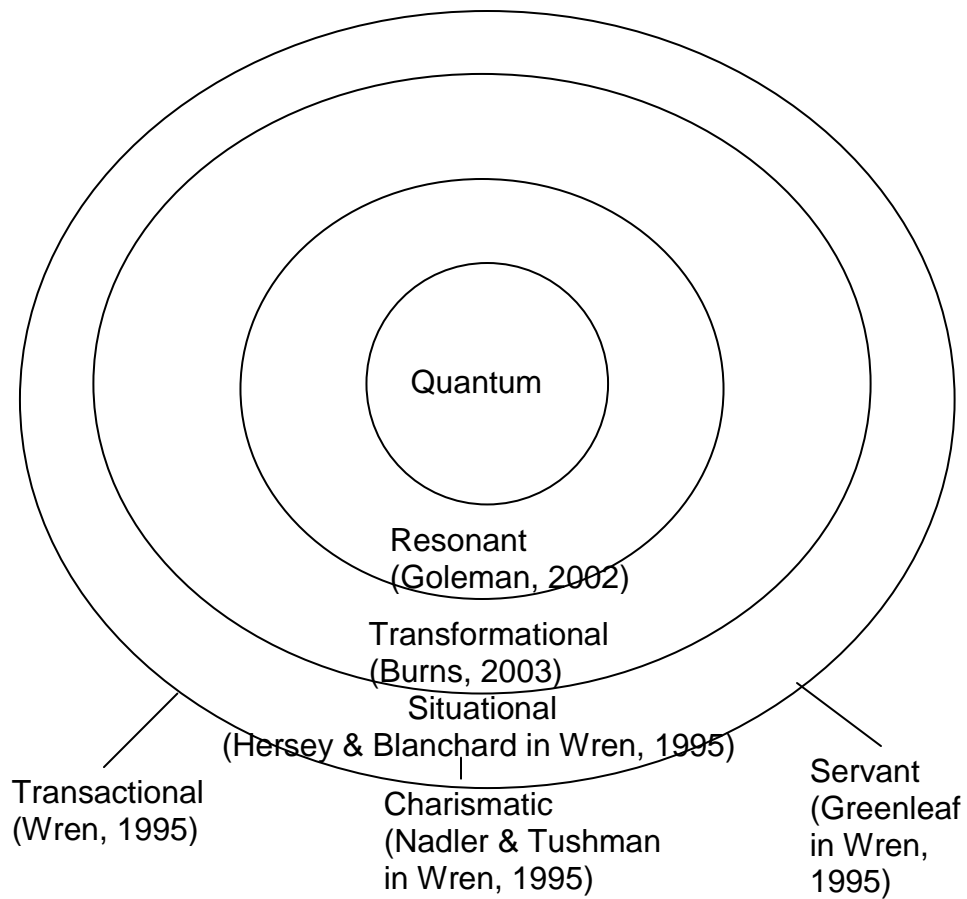 Quantum
Resonant
(Goleman, 2002)
Transformational
(Burns, 2003)
Situational
(Hersey & Blanchard in Wren, 1995)
Transactional
(Wren, 1995)
Charismatic
(Nadler & Tushman
in Wren, 1995)
Servant
(Greenleaf
in Wren,
1995)